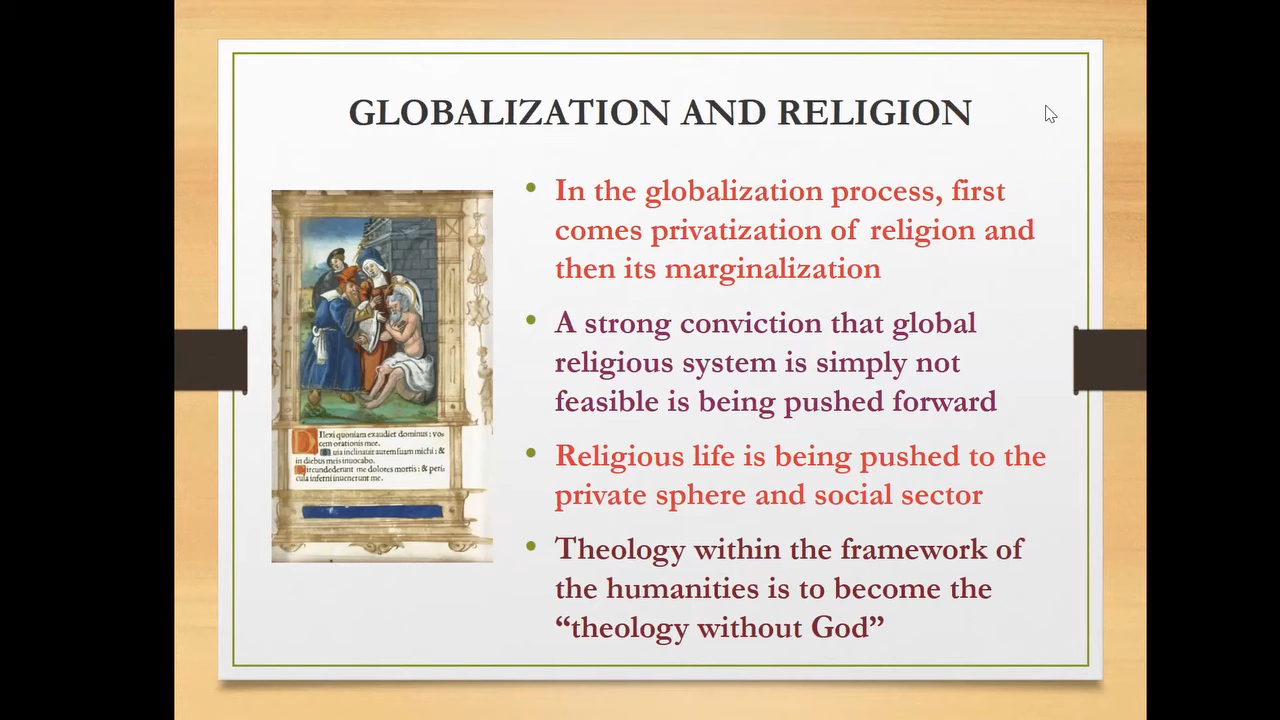 GLOBALIZATION AND RELIGION
In the globalization process, first
comes privatization of religion and
then its marginalization
A strong conviction that global
religious system is simply not
feasible is being pushed forward
Religious life is being pushed to the
private sphere and social sector
Theology within the framework of
the humanities is to become the
“theology without God”
Dilexi quoniam exaudiet dominus: vo-
cem orationis mee.
Quia inclinauit aurem suam michi: &
in diebus meis inuocabo.
Circundederunt me dolores mortis: & peri-
cula inferni inuenerunt me.